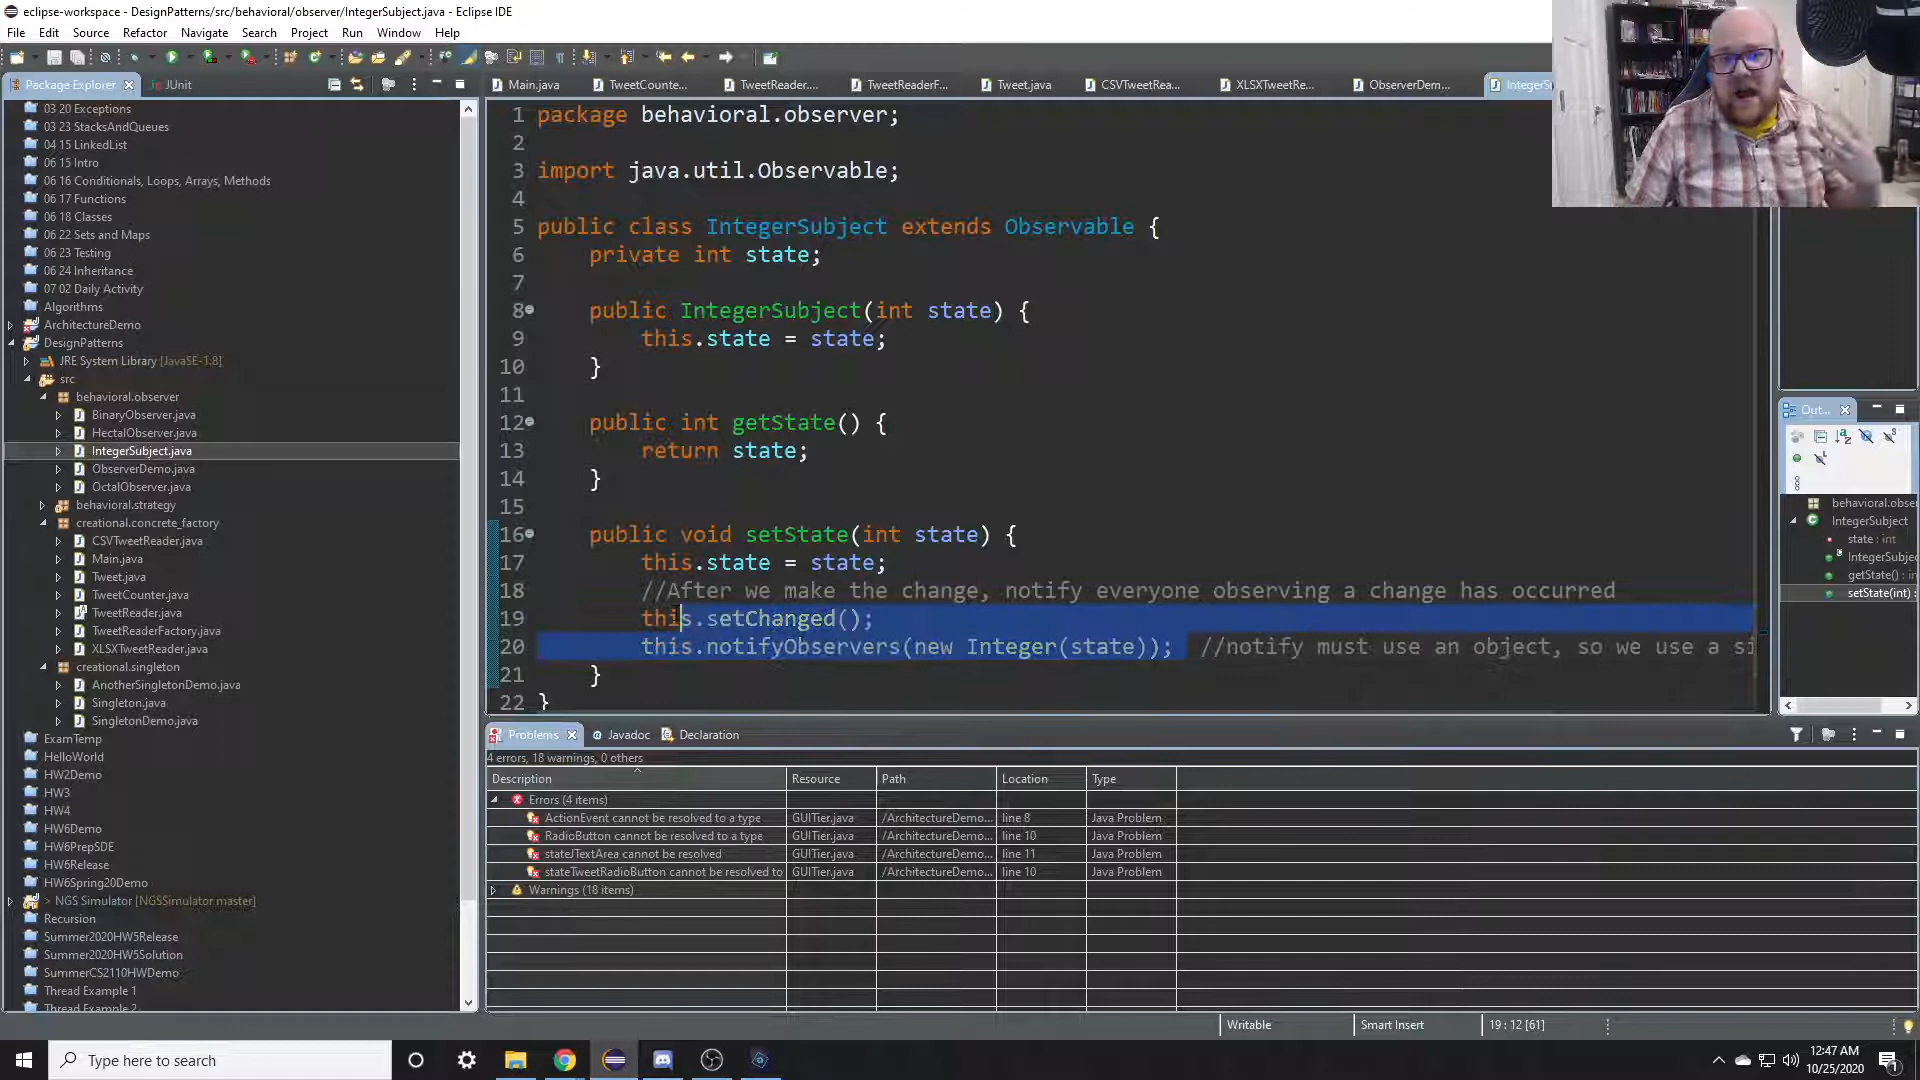 eclipse-workspace - DesignPatterns/src/behavioral/observer/IntegerSubject.java - Eclipse IDE
File Edit Source Refactor Navigate Search Project Run Window Help
Package Explorer JUnit
03 20 Exceptions
03 23 StacksAndQueues
04 15 LinkedList
06 15 Intro
06 16 Conditionals, Loops, Arrays, Methods
06 17 Functions
06 18 Classes
06 22 Sets and Maps
06 23 Testing
06 24 Inheritance
07 02 Daily Activity
Algorithms
ArchitectureDemo
DesignPatterns
JRE System Library [JavaSE-1.8]
src
behavioral.observer
BinaryObserver.java
HectalObserver.java
IntegerSubject.java
ObserverDemo.java
OctalObserver.java
behavioral.strategy
creational.concrete_factory
CSVTweetReader.java
Main.java
Tweet.java
TweetCounter.java
TweetReader.java
TweetReaderFactory.java
XLSXTweetReader.java
creational.singleton
AnotherSingletonDemo.java
Singleton.java
SingletonDemo.java
ExamTemp
HelloWorld
HW2Demo
HW3
HW4
HW6Demo
HW6PrepSDE
HW6Release
HW6Spring20Demo
> NGS Simulator [NGSSimulator master]
Recursion
Summer2020HW5Release
Summer2020HW5Solution
SummerCS2110HWDemo
Thread Example 1
Thread Example 2
Main.java TweetCounte... TweetReader.... TweetReaderF... Tweet.java CSVTweetRea... XLSXTweetRe... ObserverDem... IntegerS
1 package behavioral.observer;
2
3 import java.util.Observable;
4
5 public class IntegerSubject extends Observable {
6 private int state;
7
8 public IntegerSubject(int state) {
9 this.state = state;
10 }
11
12 public int getState() {
13 return state;
14 }
15
16 public void setState(int state) {
17 this.state = state;
18 //After we make the change, notify everyone observing a change has occurred
19 this.setChanged();
20 this.notifyObservers(new Integer(state)); //notify must use an object, so we use a si
21 }
22 }
Out...
behavioral.obse
IntegerSubject
state : int
IntegerSubjec
getState() : in
setState(int) :
Problems Javadoc Declaration
4 errors, 18 warnings, 0 others
Description Resource Path Location Type
Errors (4 items)
ActionEvent cannot be resolved to a type GUITier.java /ArchitectureDemo... line 8 Java Problem
RadioButton cannot be resolved to a type GUITier.java /ArchitectureDemo... line 10 Java Problem
stateJTextArea cannot be resolved GUITier.java /ArchitectureDemo... line 11 Java Problem
stateTweetRadioButton cannot be resolved to GUITier.java /ArchitectureDemo... line 10 Java Problem
Warnings (18 items)
Writable Smart Insert 19 : 12 [61]
Type here to search
12:47 AM
10/25/2020
1